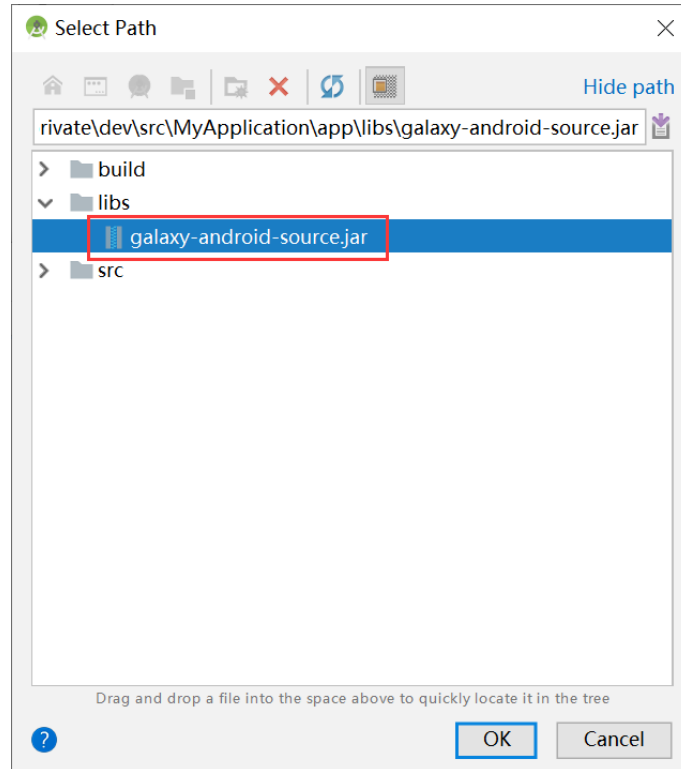 Select Path
Hide path
rivate\dev\src\MyApplication\app\libs\galaxy-android-source.jar
build
libs
galaxy-android-source.jar
src
Drag and drop a file into the space above to quickly locate it in the tree
?
OK
Cancel